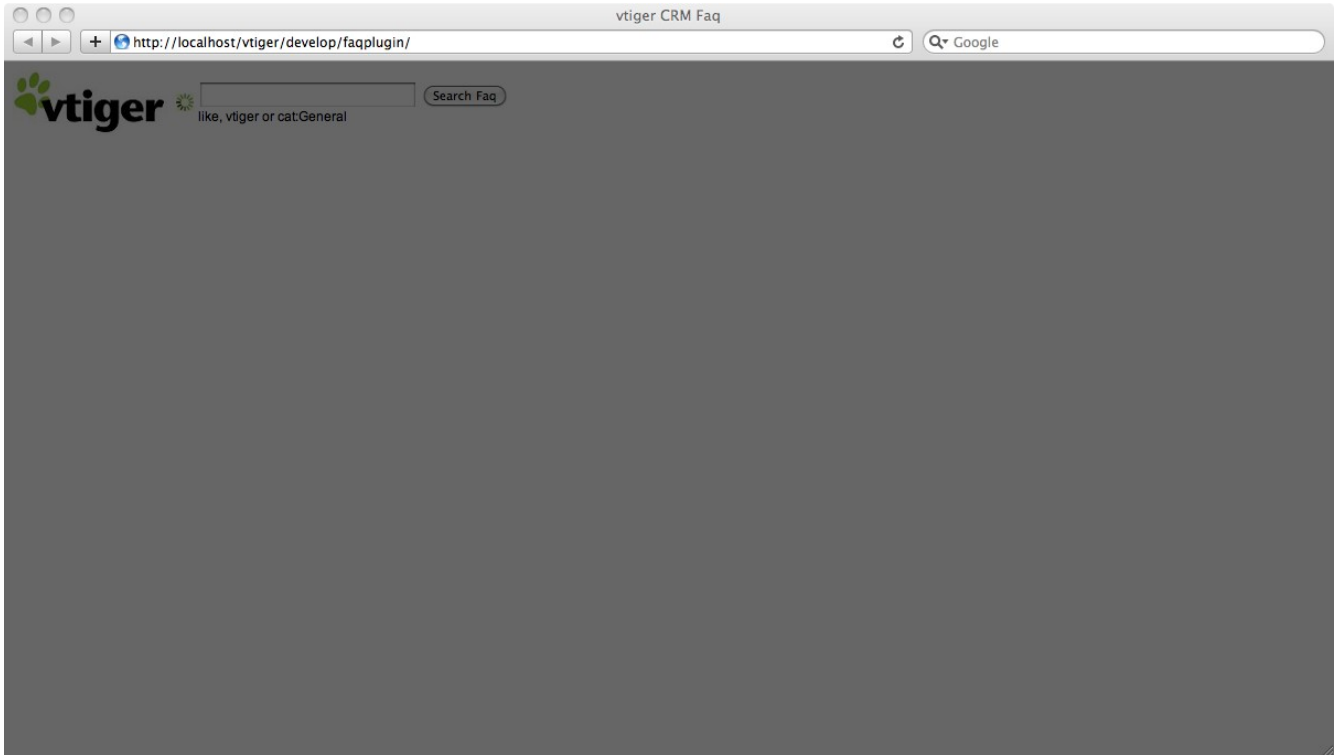 vtiger CRM Faq
http://localhost/vtiger/develop/faqplugin/
Google
vtiger
Search Faq
like, vtiger or cat:General